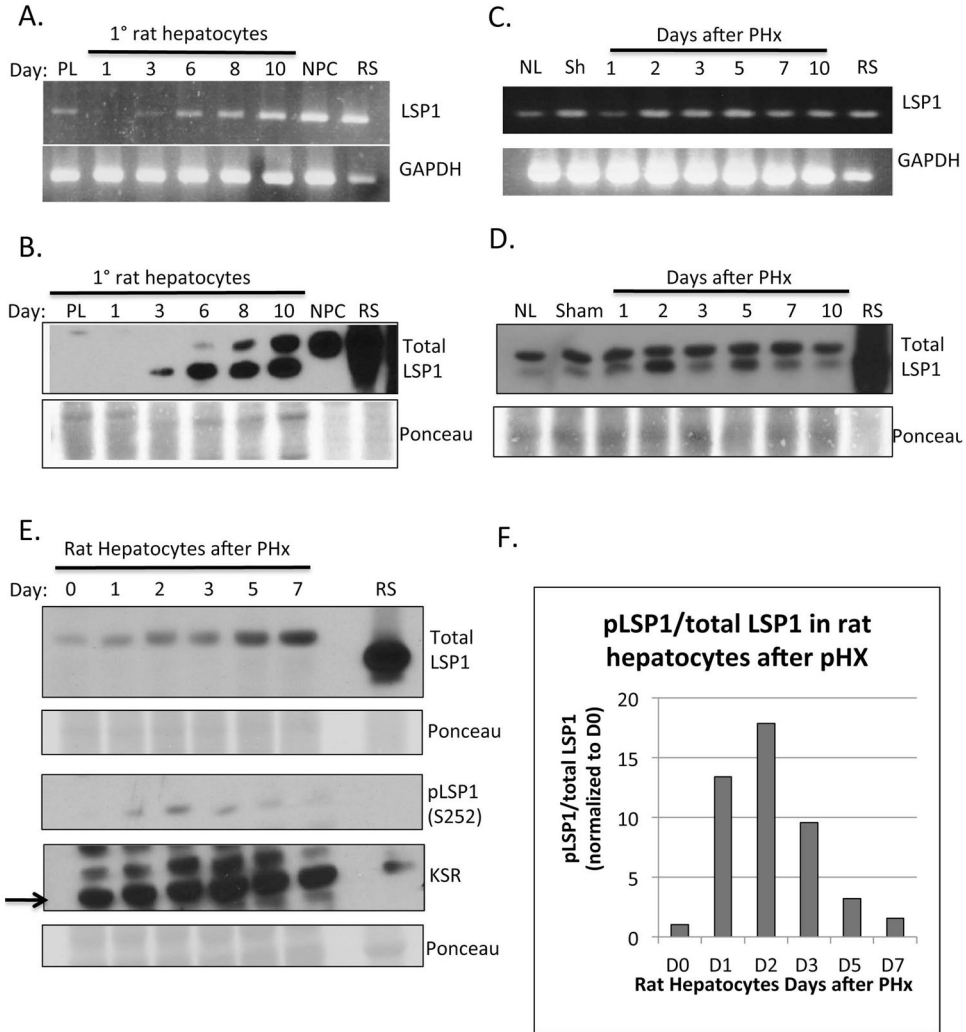 A.
1° rat hepatocytes
Day: PL 1 3 6 8 10 NPC RS
LSP1
GAPDH
B.
1° rat hepatocytes
Day: PL 1 3 6 8 10 NPC RS
Total
LSP1
Ponceau
C.
Days after PHx
NL Sh 1 2 3 5 7 10 RS
LSP1
GAPDH
D.
Days after PHx
NL Sham 1 2 3 5 7 10 RS
Total
LSP1
Ponceau
E.
Rat Hepatocytes after PHx
Day: 0 1 2 3 5 7 RS
Total
LSP1
Ponceau
pLSP1
(S252)
KSR
Ponceau
F.
pLSP1/total LSP1 in rat
hepatocytes after pHX
pLSP1/total LSP1
(normalized to D0)
20
15
10
5
0
D0 D1 D2 D3 D5 D7
Rat Hepatocytes Days after PHx